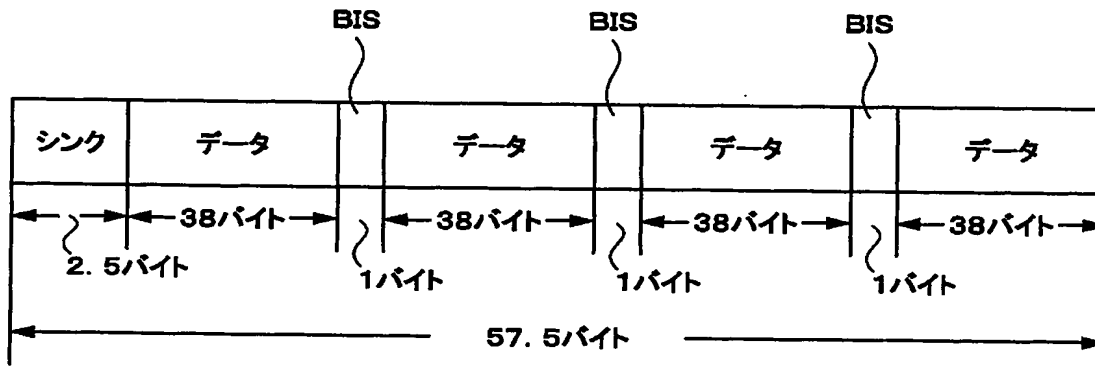 BIS BIS BIS
シンク データ データ データ データ
38バイト 38バイト 38バイト 38バイト
2. 5バイト 1バイト 1バイト 1バイト
57. 5バイト